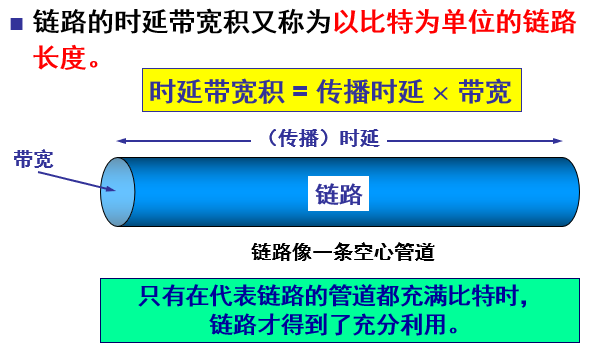 ■ 链路的时延带宽积又称为以比特为单位的链路
长度。
时延带宽积 = 传播时延 × 带宽
（传播）时延
带宽
链路
链路像一条空心管道
只有在代表链路的管道都充满比特时，
链路才得到了充分利用。